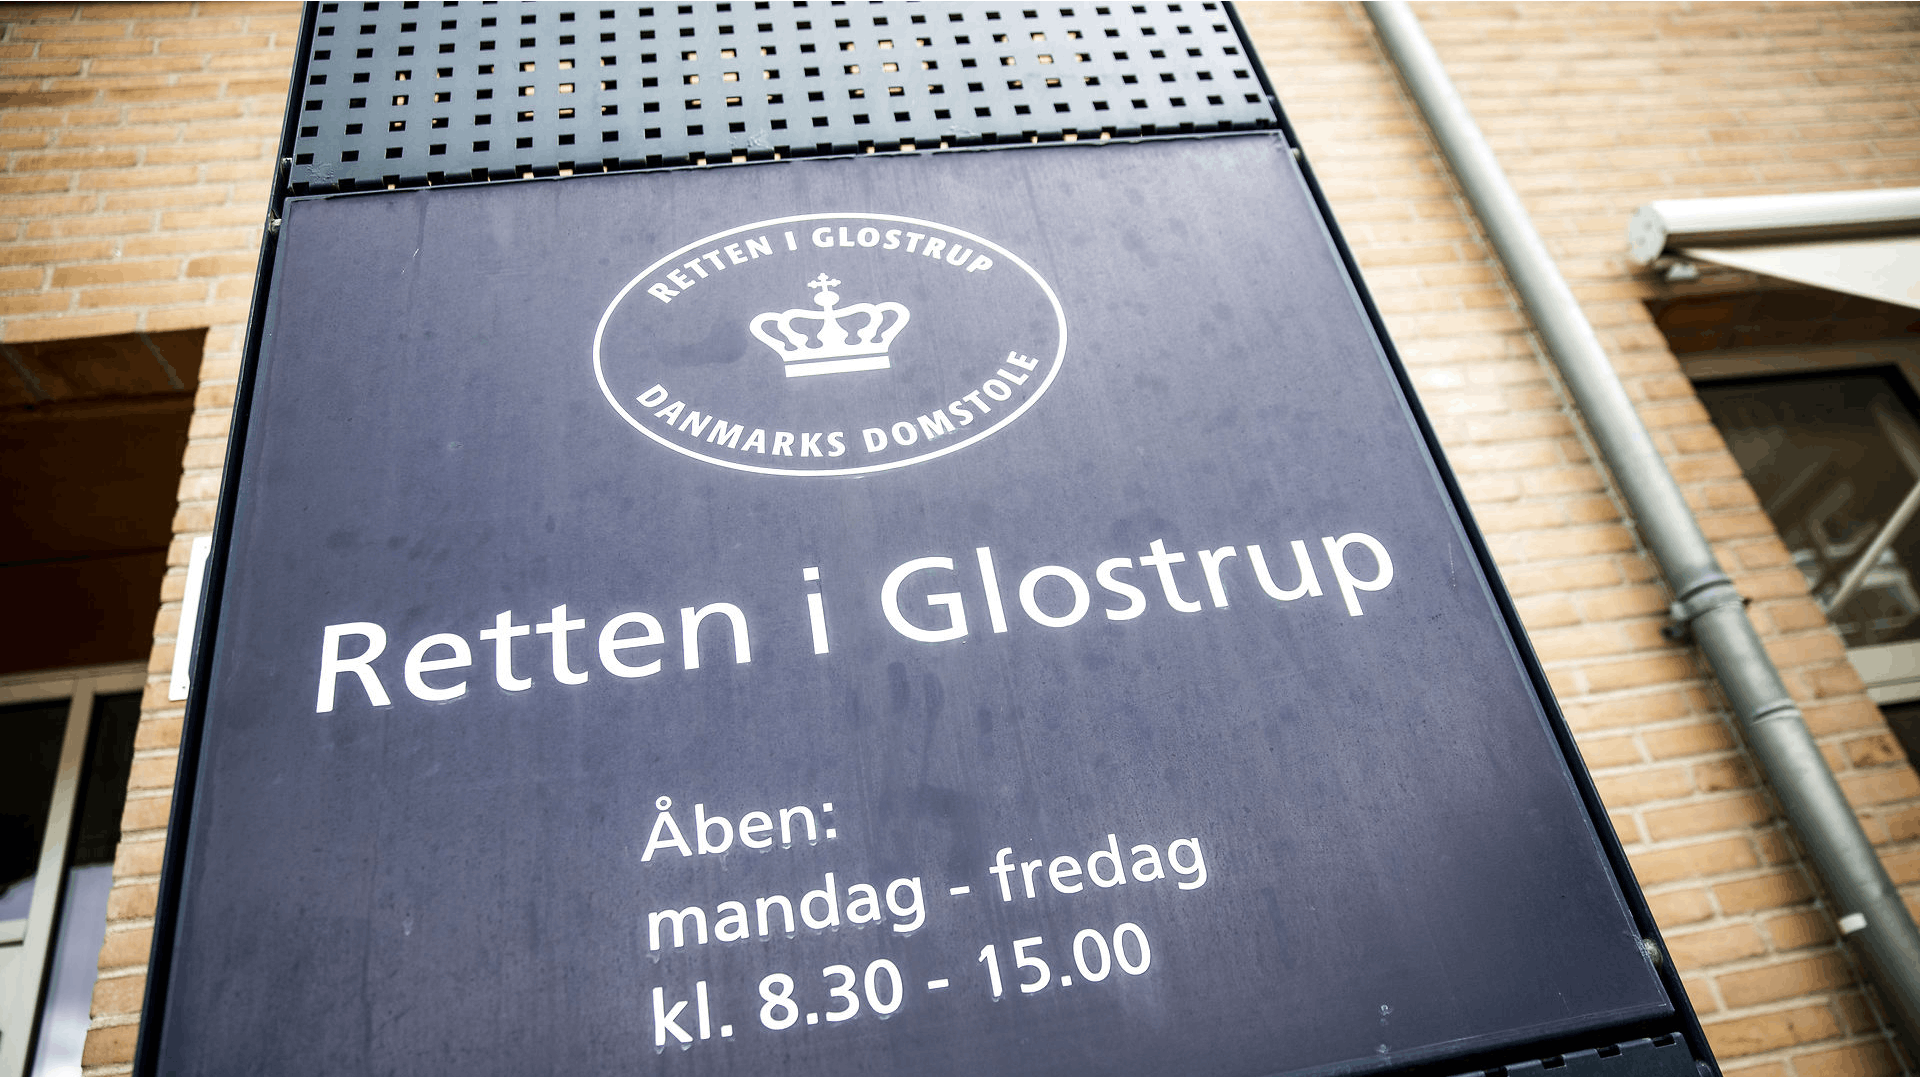 RETTEN I GLOSTRUP
DANMARKS DOMSTOLE
Retten i Glostrup
Åben:
mandag - fredag
kl. 8.30 - 15.00